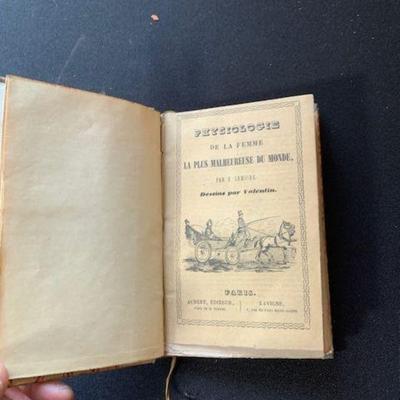 PHYSIOLOGIE
DE LA FEMME
LA PLUS MALHEUREUSE DU MONDE,
PAR E. LEMOINE.
Dessins par Valentin.
PARIS.
AUBERT, ÉDITEUR, LAVIGNE,